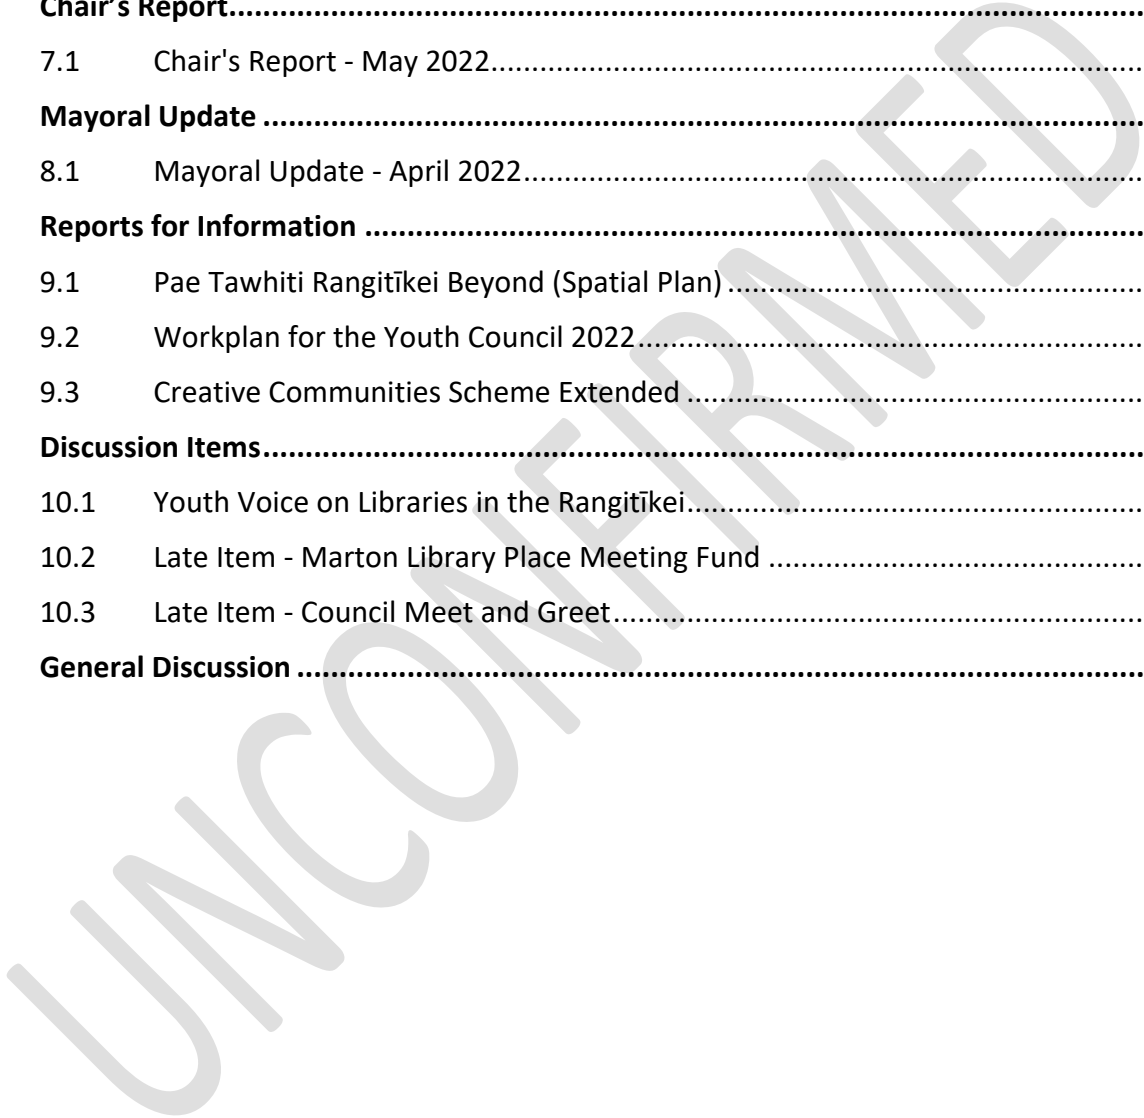 Chair's Report..............................................................................................................
7.1 Chair's Report - May 2022..............................................................................
Mayoral Update ..........................................................................................................
8.1 Mayoral Update - April 2022..........................................................................
Reports for Information ..............................................................................................
9.1 Pae Tawhiti Rangitīkei Beyond (Spatial Plan) .................................................
9.2 Workplan for the Youth Council 2022............................................................
9.3 Creative Communities Scheme Extended ......................................................
Discussion Items..........................................................................................................
10.1 Youth Voice on Libraries in the Rangitīkei......................................................
10.2 Late Item - Marton Library Place Meeting Fund ............................................
10.3 Late Item - Council Meet and Greet...............................................................
General Discussion ......................................................................................................
UNCONFIRMED